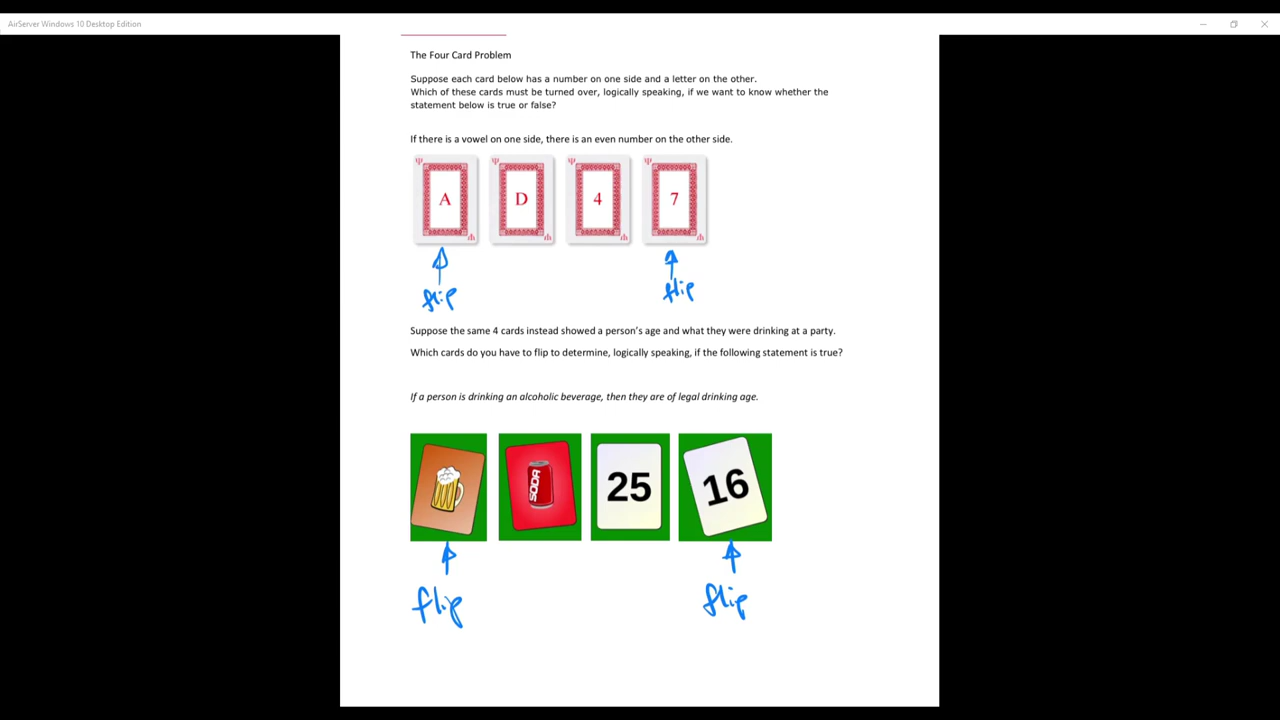 AirServer Windows 10 Desktop Edition
The Four Card Problem
Suppose each card below has a number on one side and a letter on the other.
Which of these cards must be turned over, logically speaking, if we want to know whether the
statement below is true or false?
If there is a vowel on one side, there is an even number on the other side.
Ψ Ψ Ψ Ψ
A D 4 7
Ψ Ψ Ψ Ψ
flip flip
Suppose the same 4 cards instead showed a person's age and what they were drinking at a party.
Which cards do you have to flip to determine, logically speaking, if the following statement is true?
If a person is drinking an alcoholic beverage, then they are of legal drinking age.
SODA 25 16
flip flip